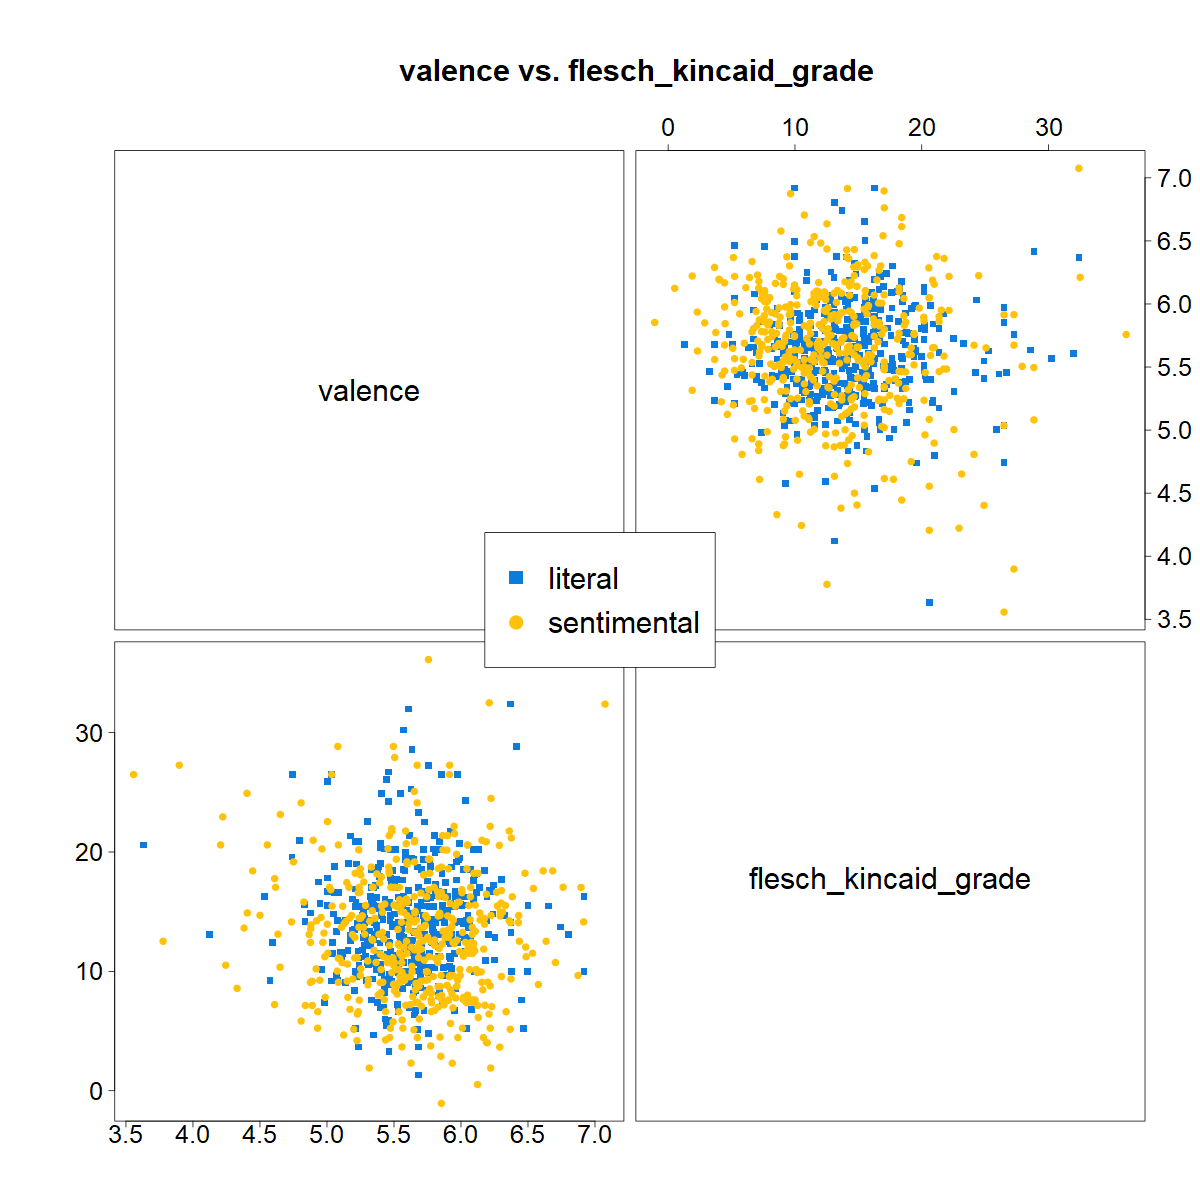 valence vs. flesch_kincaid_grade
0 10 20 30
7.0
6.5
6.0
valence
5.5
5.0
4.5
4.0
3.5
literal
sentimental
30
20
10
0
flesch_kincaid_grade
3.5 4.0 4.5 5.0 5.5 6.0 6.5 7.0